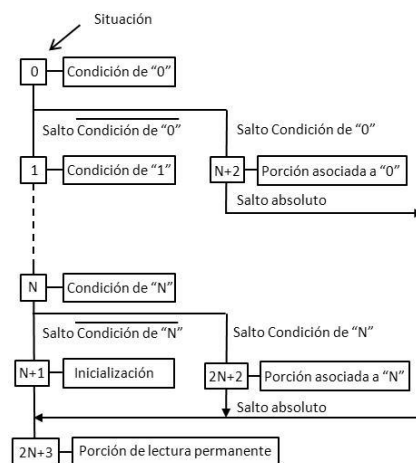 Situación
0 Condición de “0”
Salto Condición de “0” Salto Condición de “0”
1 Condición de “1” N+2 Porción asociada a “0”
Salto absoluto
N Condición de “N”
Salto Condición de “N” Salto Condición de “N”
N+1 Inicialización 2N+2 Porción asociada a “N”
Salto absoluto
2N+3 Porción de lectura permanente